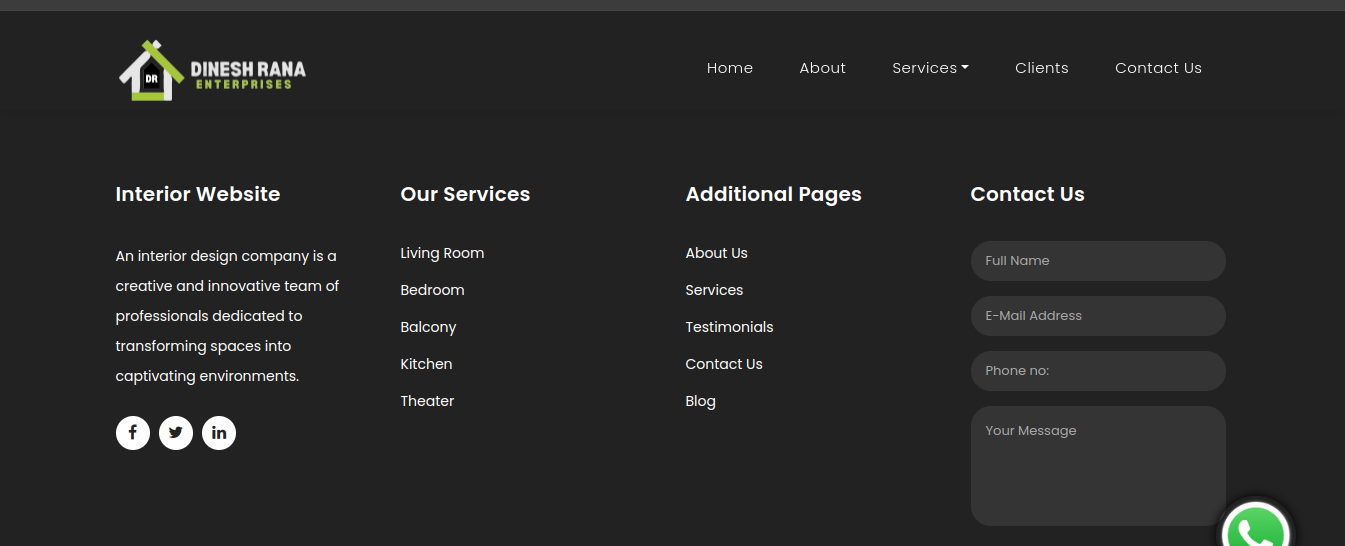 DR
DINESH RANA
ENTERPRISES
Home
About
Services
Clients
Contact Us
Interior Website
An interior design company is a
creative and innovative team of
professionals dedicated to
transforming spaces into
captivating environments.
f
in
Our Services
Living Room
Bedroom
Balcony
Kitchen
Theater
Additional Pages
About Us
Services
Testimonials
Contact Us
Blog
Contact Us
Full Name
E-Mail Address
Phone no:
Your Message